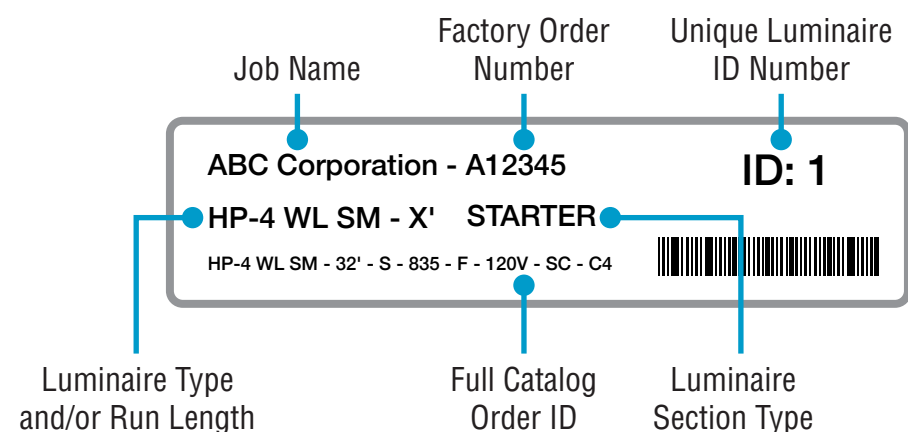 Job Name
Factory Order
Number
Unique Luminaire
ID Number
ABC Corporation - A12345
ID: 1
HP-4 WL SM - X' STARTER
HP-4 WL SM - 32' - S - 835 - F - 120V - SC - C4
Luminaire Type
and/or Run Length
Full Catalog
Order ID
Luminaire
Section Type